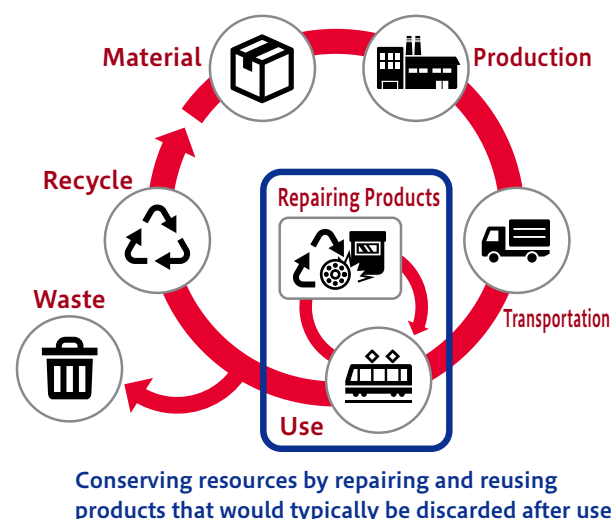 Material
Production
Recycle
Repairing Products
Waste
Transportation
Use
Conserving resources by repairing and reusing
products that would typically be discarded after use